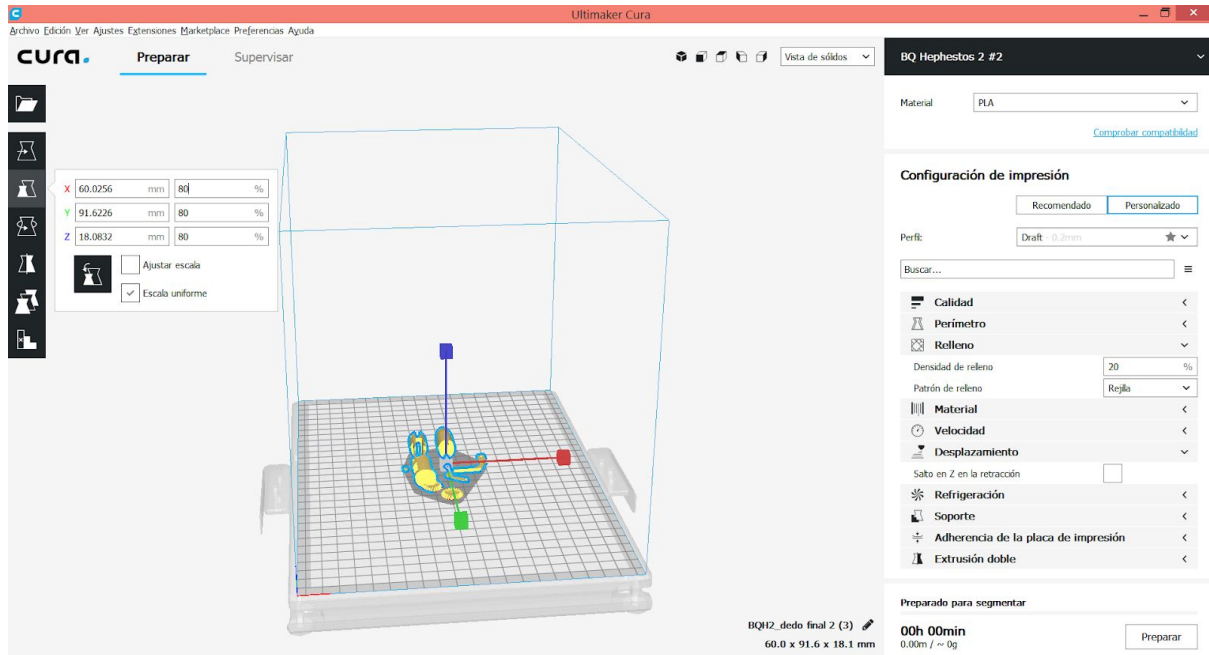 Ultimaker Cura
Archivo Edición Ver Ajustes Extensiones Marketplace Preferencias Ayuda
cura.
Preparar
Supervisar
Vista de sólidos
BQ Hephestos 2 #2
Material
PLA
Comprobar compatibilidad
X 60.0256 mm 80 %
Y 91.6226 mm 80 %
Z 18.0832 mm 80 %
Ajustar escala
Escala uniforme
Configuración de impresión
Recomendado
Personalizado
Perfil:
Draft - 0.2mm
Buscar...
Calidad
Perímetro
Relleno
Densidad de relleno 20 %
Patrón de releno Rejilla
Material
Velocidad
Desplazamiento
Salto en Z en la retracción
Refrigeración
Soporte
Adherencia de la placa de impresión
Extrusión doble
Preparado para segmentar
BQH2_dedo final 2 (3)
60.0 x 91.6 x 18.1 mm
00h 00min
0.00m / ~ 0g
Preparar